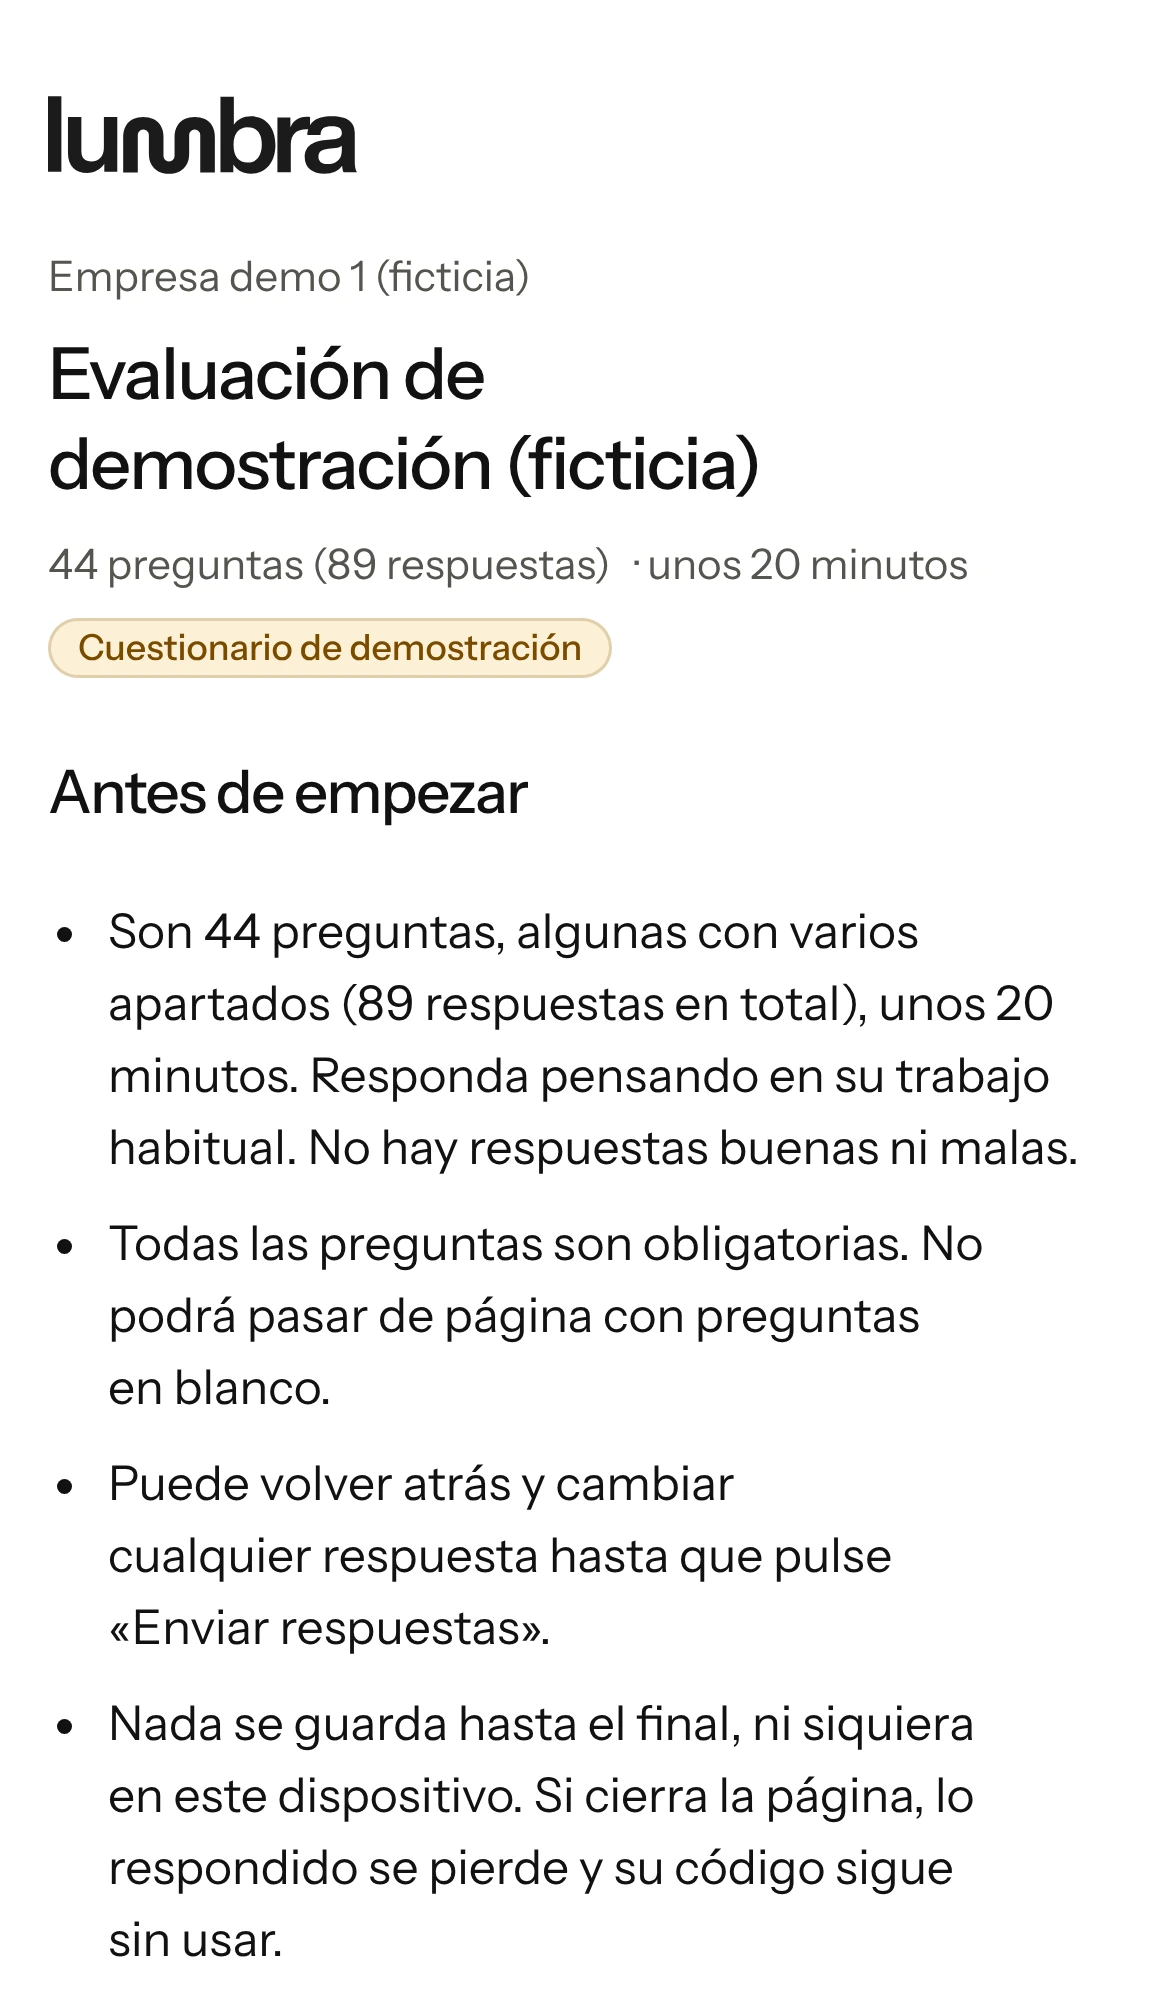 lumbra
Empresa demo 1 (ficticia)
Evaluación de
demostración (ficticia)
44 preguntas (89 respuestas) · unos 20 minutos
Cuestionario de demostración
Antes de empezar
• Son 44 preguntas, algunas con varios
apartados (89 respuestas en total), unos 20
minutos. Responda pensando en su trabajo
habitual. No hay respuestas buenas ni malas.
• Todas las preguntas son obligatorias. No
podrá pasar de página con preguntas
en blanco.
• Puede volver atrás y cambiar
cualquier respuesta hasta que pulse
«Enviar respuestas».
• Nada se guarda hasta el final, ni siquiera
en este dispositivo. Si cierra la página, lo
respondido se pierde y su código sigue
sin usar.